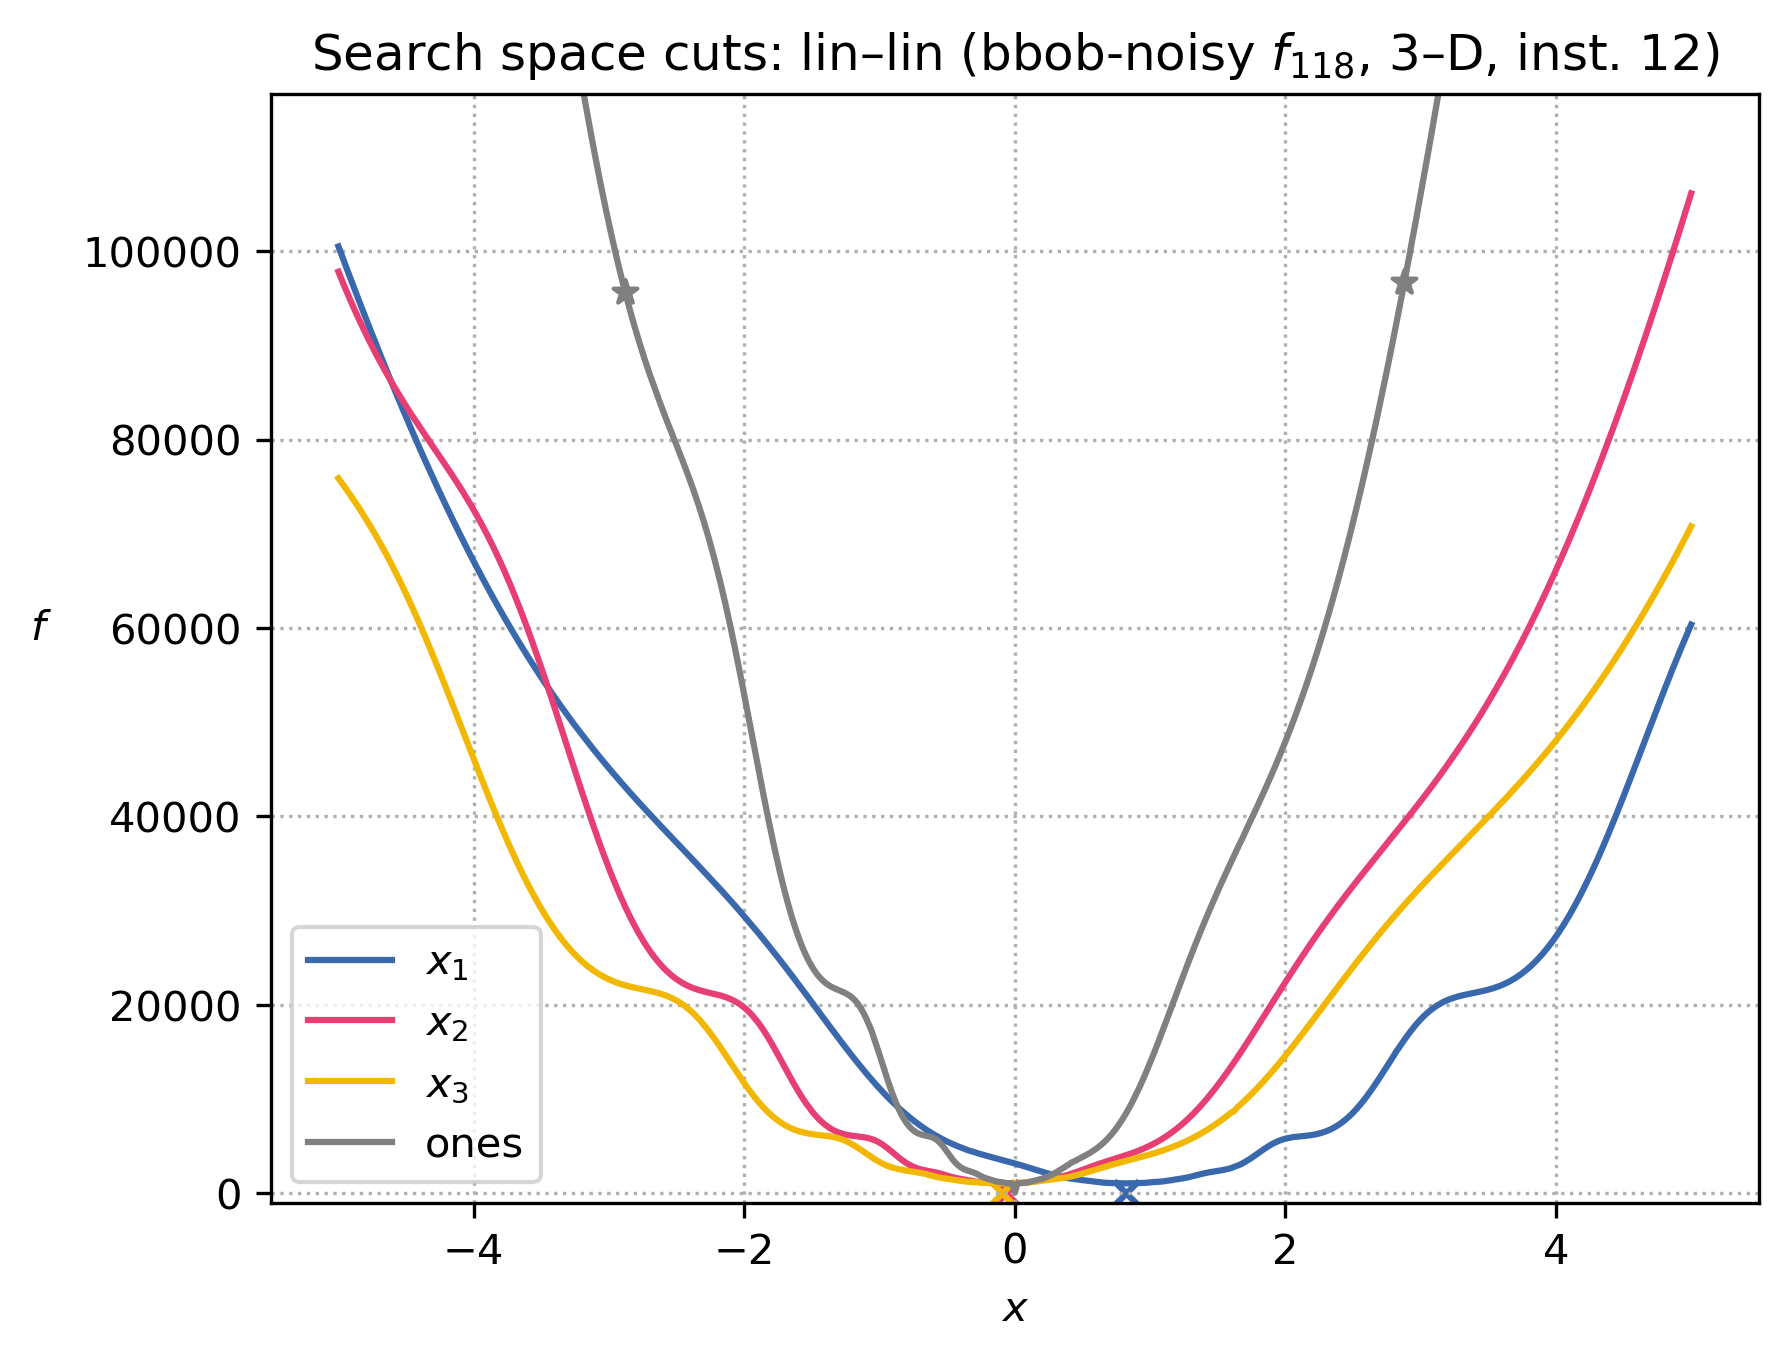 Search space cuts: lin–lin (bbob-noisy f₁₁₈, 3–D, inst. 12)
100000
80000
60000
40000
20000
0
f
x₁
x₂
x₃
ones
−4 −2 0 2 4
x